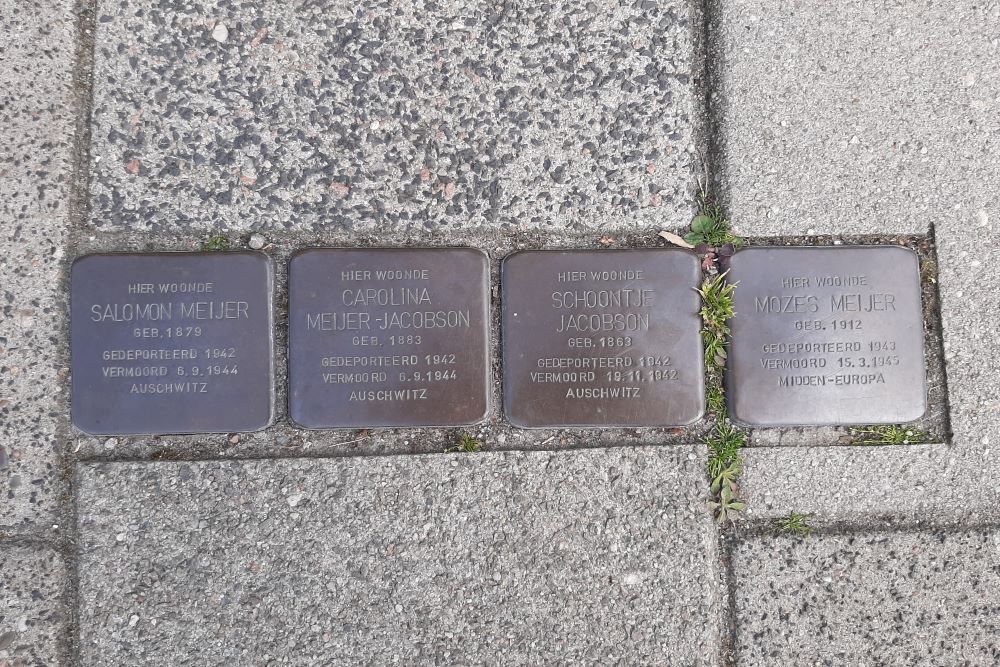 HIER WOONDE
SALOMON MEIJER
GEB. 1879
GEDEPORTEERD 1942
VERMOORD 6.9.1944
AUSCHWITZ
HIER WOONDE
CAROLINA
MEIJER-JACOBSON
GEB. 1883
GEDEPORTEERD 1942
VERMOORD 6.9.1944
AUSCHWITZ
HIER WOONDE
SCHOONTJE
JACOBSON
GEB. 1863
GEDEPORTEERD 1942
VERMOORD 19.11.1942
AUSCHWITZ
HIER WOONDE
MOZES MEIJER
GEB. 1912
GEDEPORTEERD 1943
VERMOORD 15.3.1945
MIDDEN-EUROPA